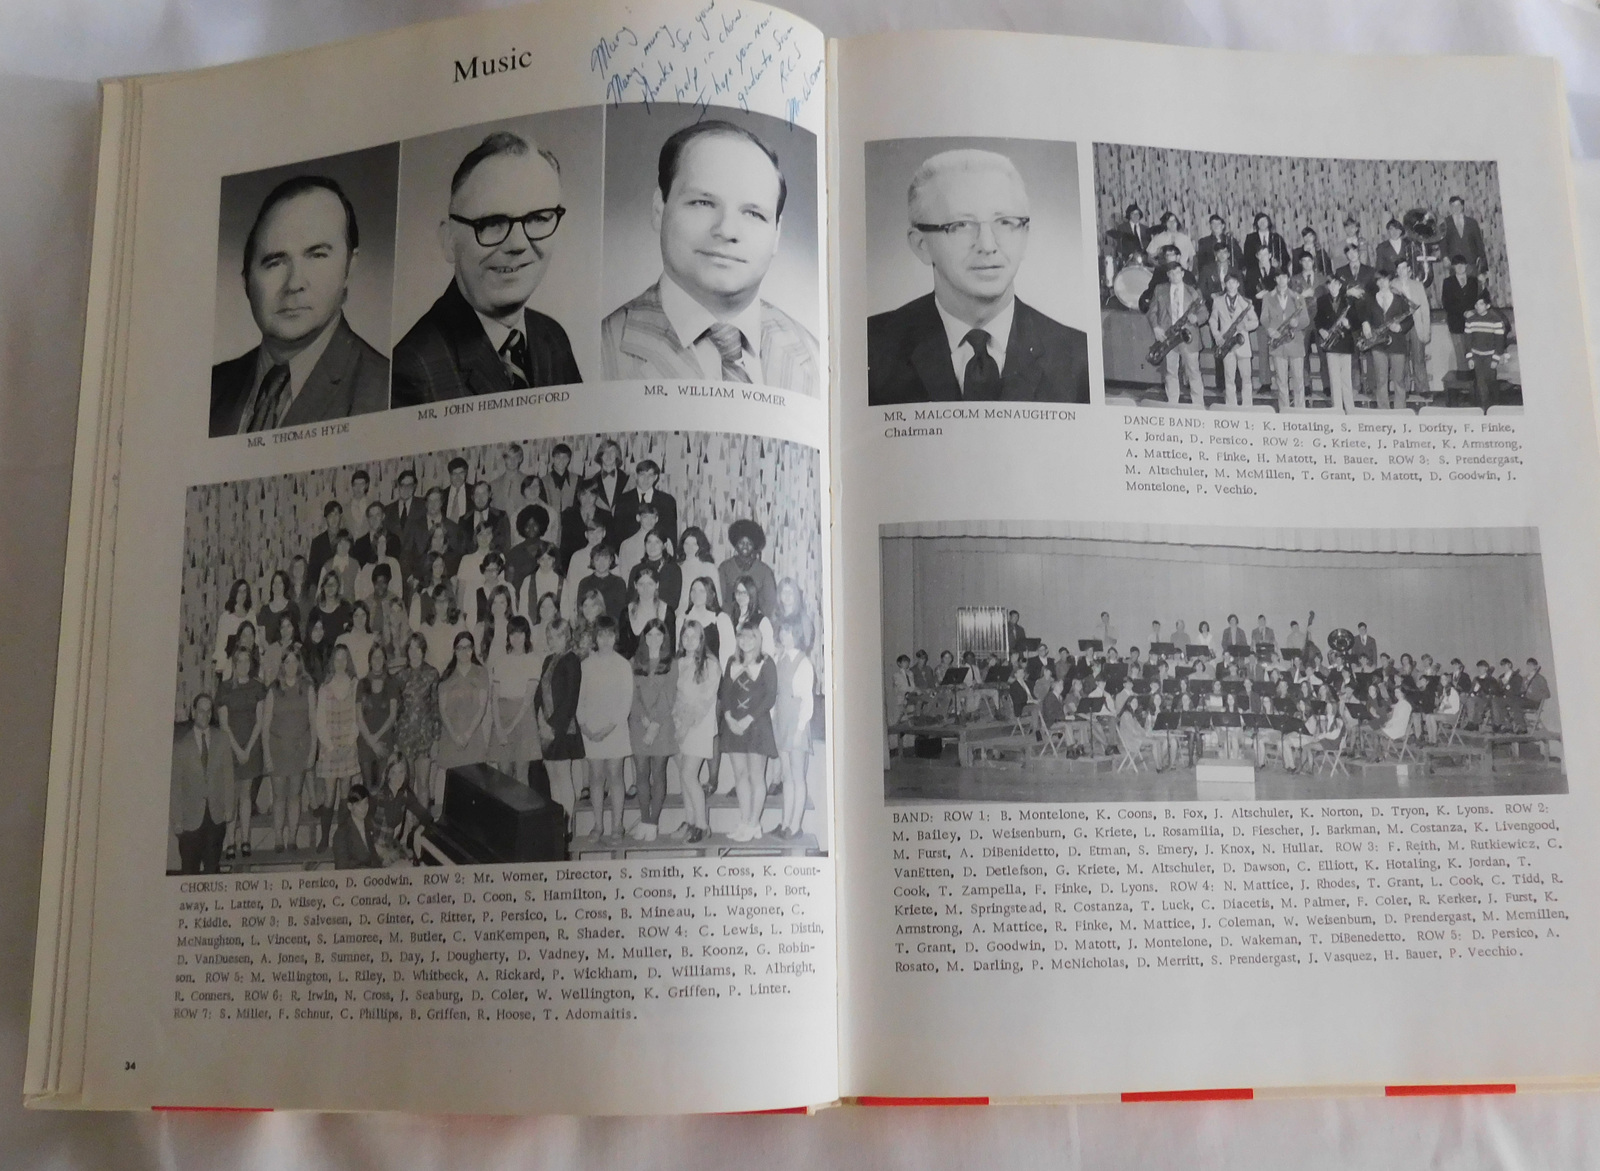 Music
Mary:
Many, many
thanks for your
help in chorus.
I hope you
graduate from
Mr. Womer
MR. THOMAS HYDE
MR. JOHN HEMMINGFORD
MR. WILLIAM WOMER
CHORUS: ROW 1: D. Persico, D. Goodwin. ROW 2: Mr. Womer, Director, S. Smith, K. Cross, K. Count-
away, L. Latter, D. Wilsey, C. Conrad, D. Casler, D. Coon, S. Hamilton, J. Coons, J. Phillips, P. Bort,
P. Kiddle. ROW 3: B. Salvesen, D. Ginter, C. Ritter, P. Persico, L. Cross, B. Mineau, L. Wagoner, C.
McNaughton, L. Vincent, S. Lamoree, M. Butler, C. VanKempen, R. Shader. ROW 4: C. Lewis, L. Distin,
D. VanDuesen, A. Jones, B. Sumner, D. Day, J. Dougherty, D. Vadney, M. Muller, B. Koonz, G. Robin-
son. ROW 5: M. Wellington, L. Riley, D. Whitbeck, A. Rickard, P. Wickham, D. Williams, R. Albright,
R. Conners. ROW 6: R. Irwin, N. Cross, J. Seaburg, D. Coler, W. Wellington, K. Griffen, P. Linter.
ROW 7: S. Miller, F. Schnur, C. Phillips, B. Griffen, R. Hoose, T. Adomaitis.
34
MR. MALCOLM McNAUGHTON
Chairman
DANCE BAND: ROW 1: K. Hotaling, S. Emery, J. Dority, F. Finke,
K. Jordan, D. Persico. ROW 2: G. Kriete, J. Palmer, K. Armstrong,
A. Mattice, R. Finke, H. Matott, H. Bauer. ROW 3: S. Prendergast,
M. Altschuler, M. McMillen, T. Grant, D. Matott, D. Goodwin, J.
Montelone, P. Vechio.
BAND: ROW 1: B. Montelone, K. Coons, B. Fox, J. Altschuler, K. Norton, D. Tryon, K. Lyons. ROW 2:
M. Bailey, D. Weisenburn, G. Kriete, L. Rosamilia, D. Fiescher, J. Barkman, M. Costanza, K. Livengood,
M. Furst, A. DiBenidetto, D. Etman, S. Emery, J. Knox, N. Hullar. ROW 3: F. Reith, M. Rutkiewicz, C.
VanEtten, D. Detlefson, G. Kriete, M. Altschuler, D. Dawson, C. Elliott, K. Hotaling, K. Jordan, T.
Cook, T. Zampella, F. Finke, D. Lyons. ROW 4: N. Mattice, J. Rhodes, T. Grant, L. Cook, C. Tidd, R.
Kriete, M. Springstead, R. Costanza, T. Luck, C. Diacetis, M. Palmer, F. Coler, R. Kerker, J. Furst, K.
Armstrong, A. Mattice, R. Finke, M. Mattice, J. Coleman, W. Weisenburn, D. Prendergast, M. Mcmillen,
T. Grant, D. Goodwin, D. Matott, J. Montelone, D. Wakeman, T. DiBenedetto. ROW 5: D. Persico, A.
Rosato, M. Darling, P. McNicholas, D. Merritt, S. Prendergast, J. Vasquez, H. Bauer, P. Vecchio.